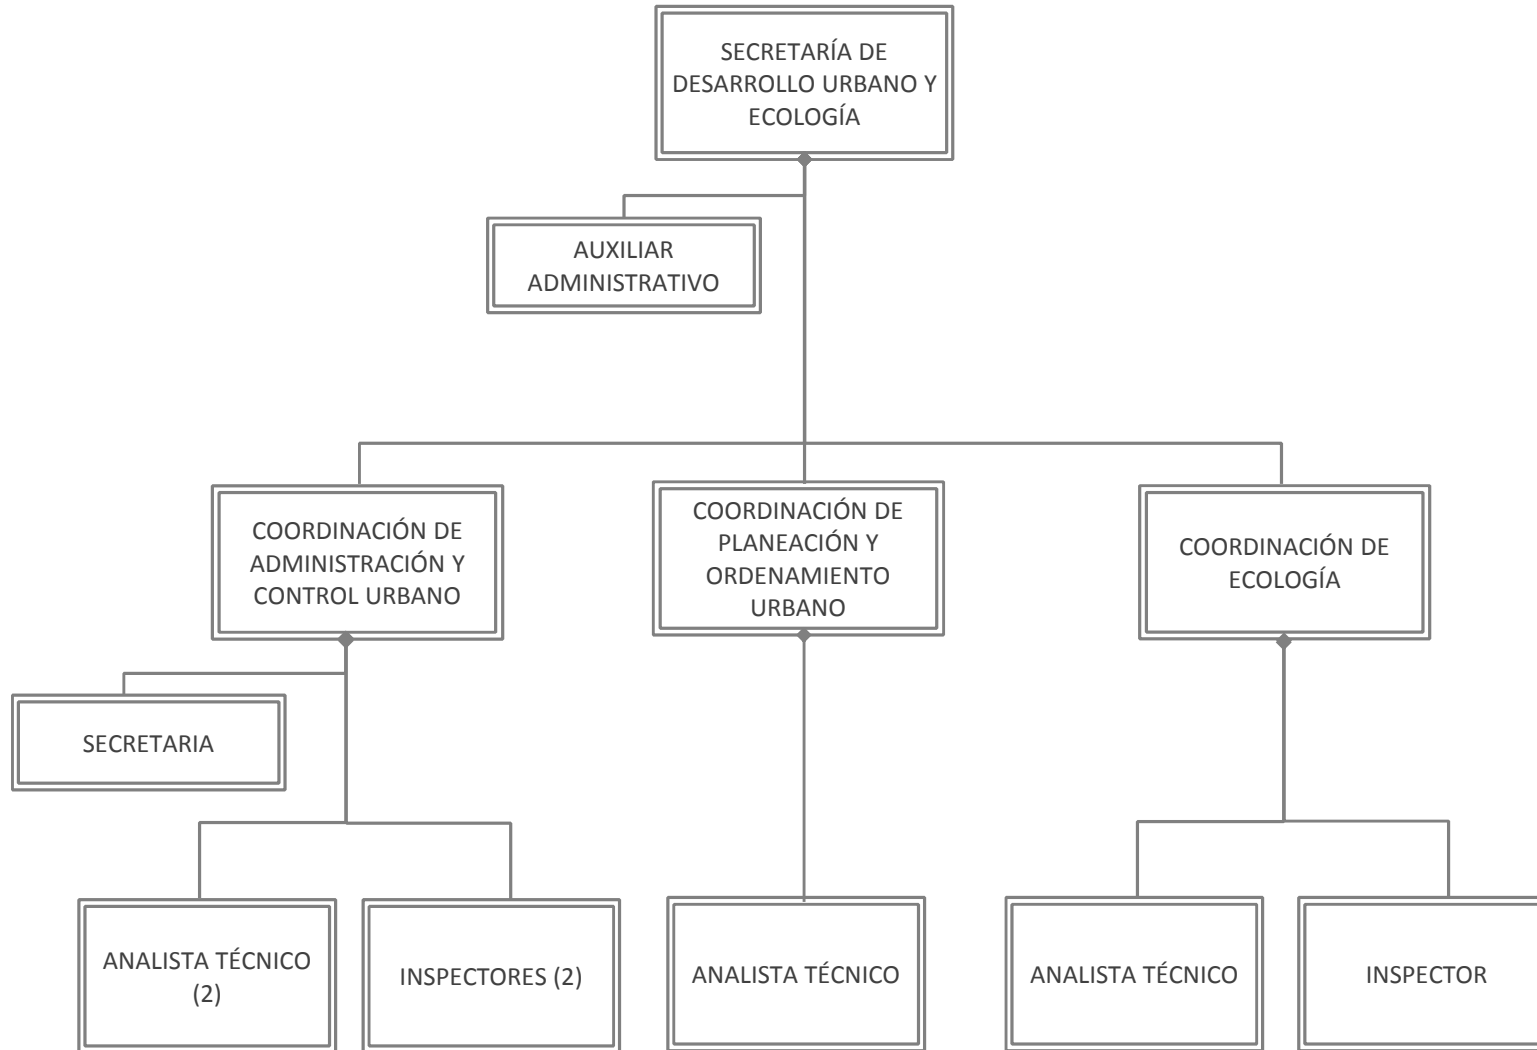 SECRETARÍA DE
DESARROLLO URBANO Y
ECOLOGÍA
AUXILIAR
ADMINISTRATIVO
COORDINACIÓN DE
ADMINISTRACIÓN Y
CONTROL URBANO
COORDINACIÓN DE
PLANEACIÓN Y
ORDENAMIENTO
URBANO
COORDINACIÓN DE
ECOLOGÍA
SECRETARIA
ANALISTA TÉCNICO
(2)
INSPECTORES (2)
ANALISTA TÉCNICO
ANALISTA TÉCNICO
INSPECTOR